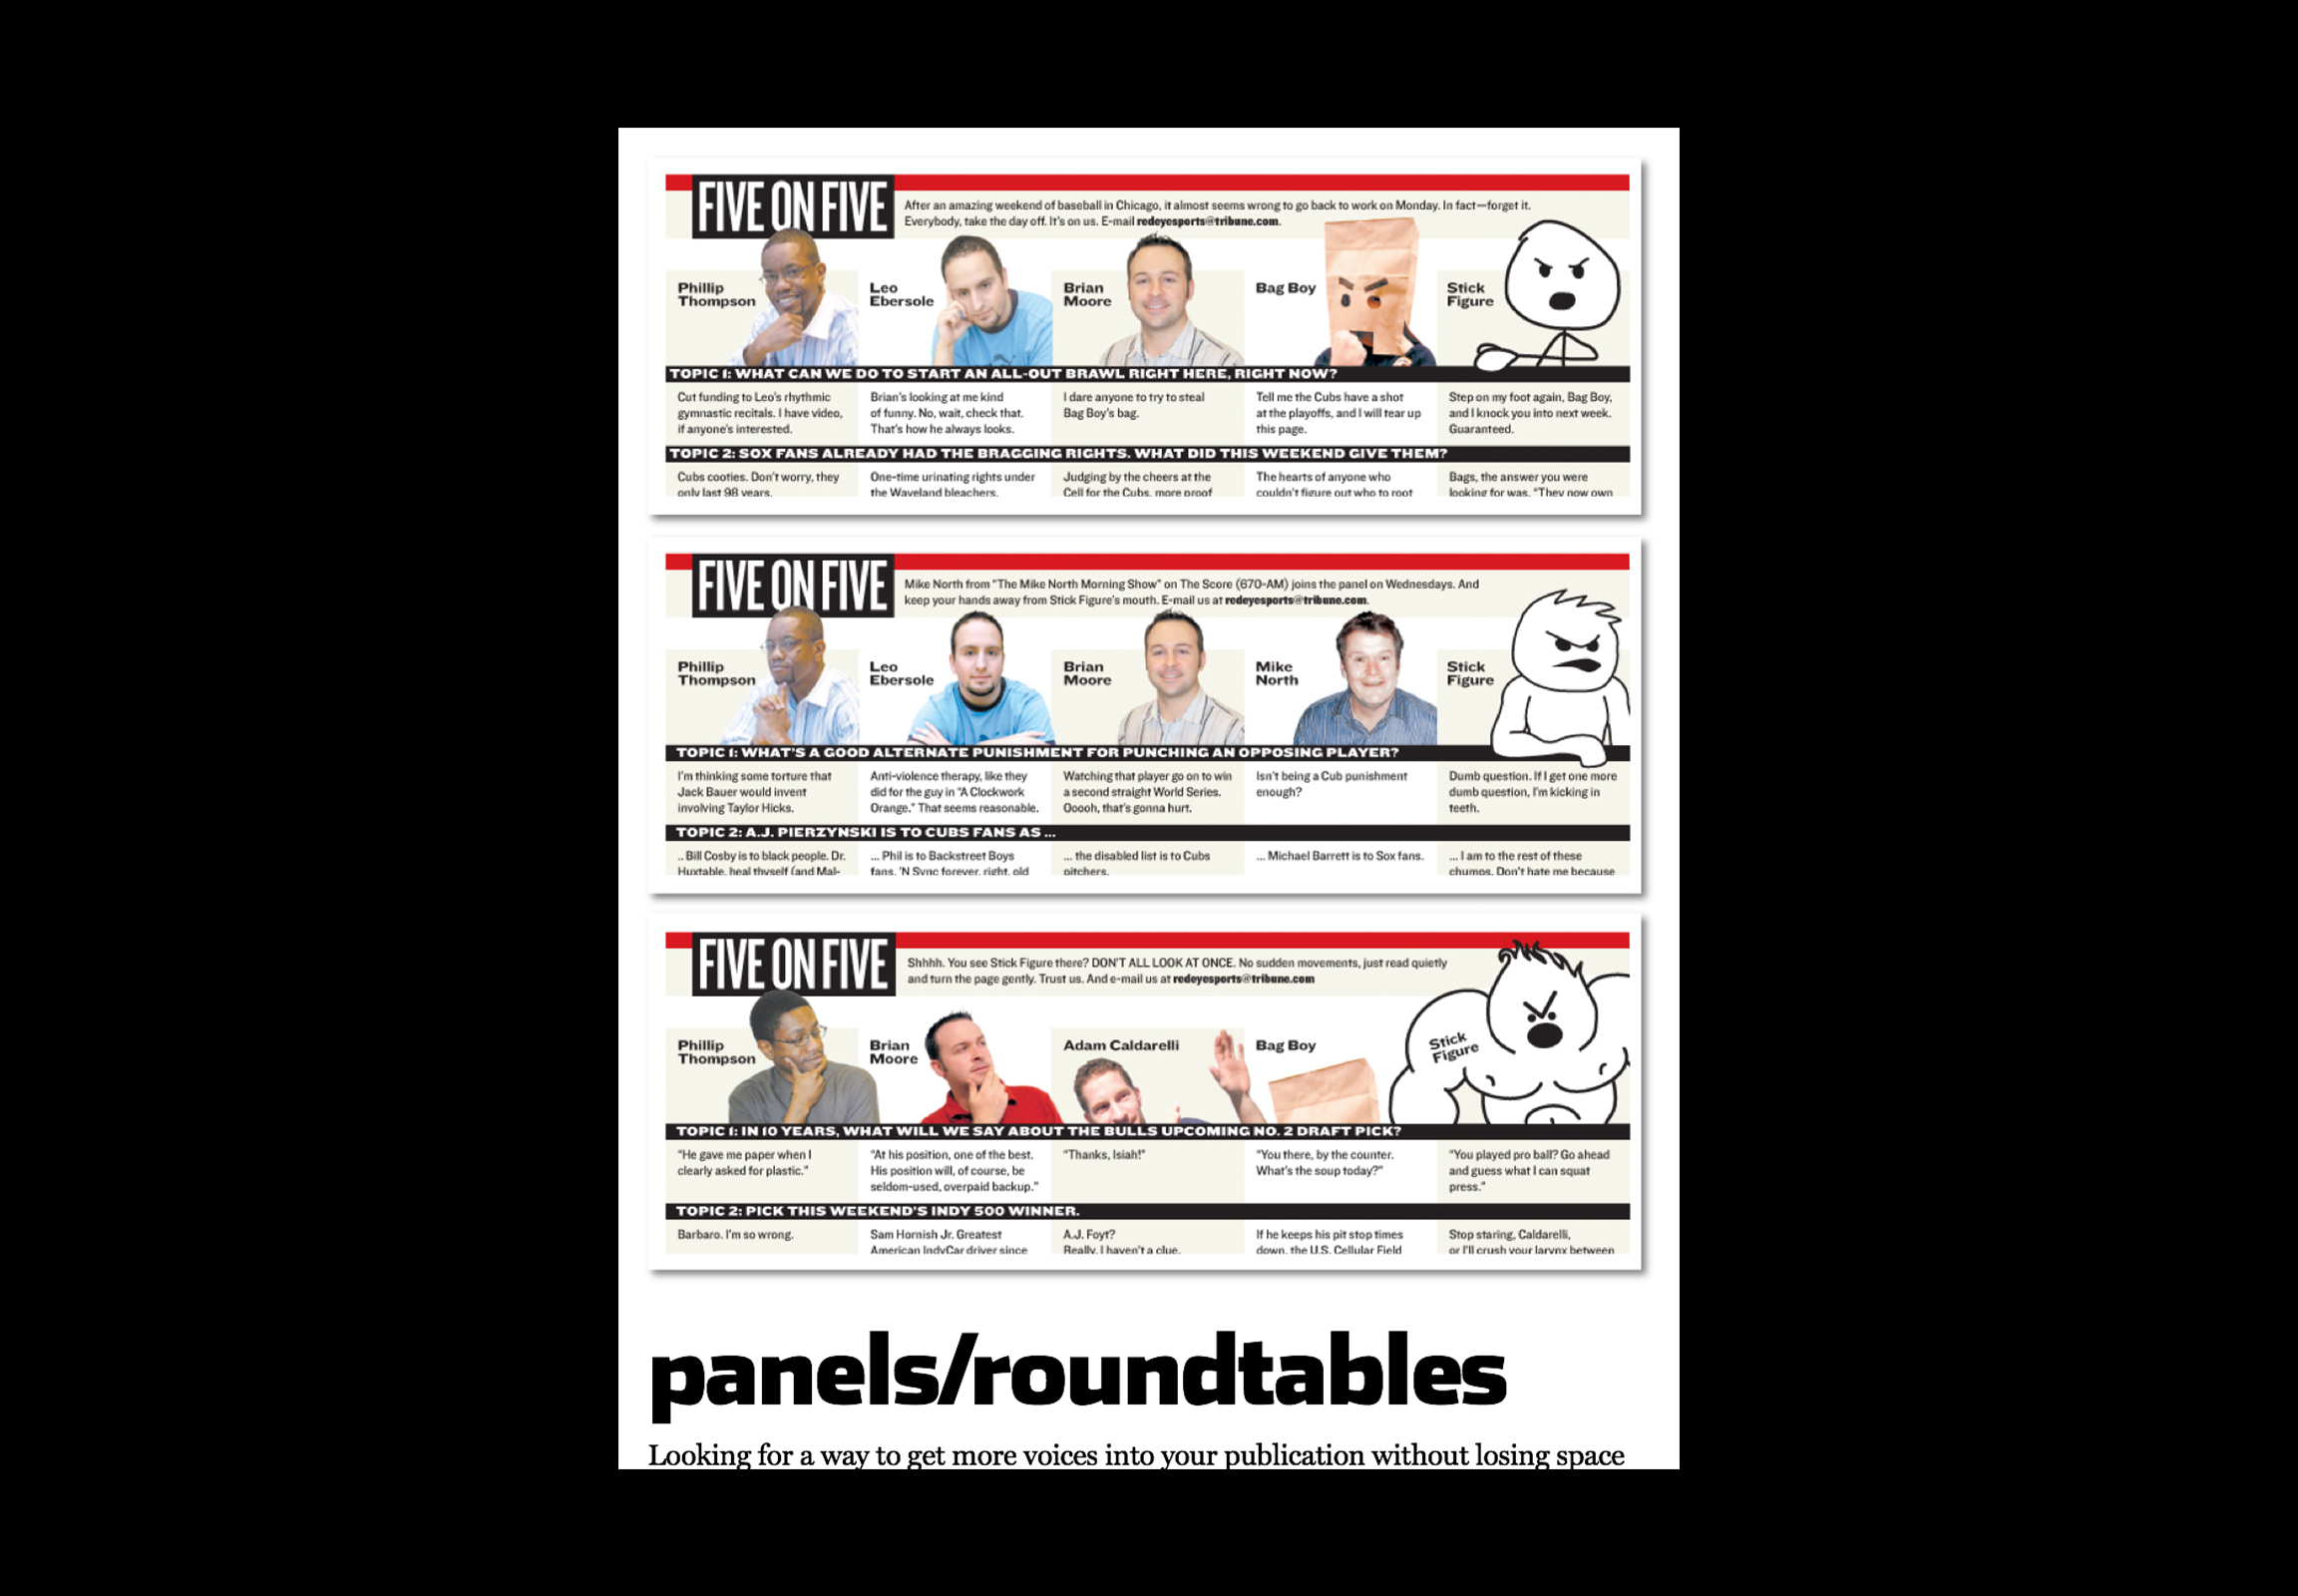 FIVE ON FIVE
After an amazing weekend of baseball in Chicago, it almost seems wrong to go back to work on Monday. In fact—forget it.
Everybody, take the day off. It's on us. E-mail redeyesports@tribune.com.
Phillip
Thompson
Leo
Ebersole
Brian
Moore
Bag Boy
Stick
Figure
TOPIC 1: WHAT CAN WE DO TO START AN ALL-OUT BRAWL RIGHT HERE, RIGHT NOW?
Cut funding to Leo's rhythmic
gymnastic recitals. I have video,
if anyone's interested.
Brian's looking at me kind
of funny. No, wait, check that.
That's how he always looks.
I dare anyone to try to steal
Bag Boy's bag.
Tell me the Cubs have a shot
at the playoffs, and I will tear up
this page.
Step on my foot again, Bag Boy,
and I knock you into next week.
Guaranteed.
TOPIC 2: SOX FANS ALREADY HAD THE BRAGGING RIGHTS. WHAT DID THIS WEEKEND GIVE THEM?
Cubs cooties. Don't worry, they
only last 98 years.
One-time urinating rights under
the Waveland bleachers.
Judging by the cheers at the
Cell for the Cubs, more proof
The hearts of anyone who
couldn't figure out who to root
Bags, the answer you were
looking for was, "They now own
FIVE ON FIVE
Mike North from "The Mike North Morning Show" on The Score (670-AM) joins the panel on Wednesdays. And
keep your hands away from Stick Figure's mouth. E-mail us at redeyesports@tribune.com.
Phillip
Thompson
Leo
Ebersole
Brian
Moore
Mike
North
Stick
Figure
TOPIC 1: WHAT'S A GOOD ALTERNATE PUNISHMENT FOR PUNCHING AN OPPOSING PLAYER?
I'm thinking some torture that
Jack Bauer would invent
involving Taylor Hicks.
Anti-violence therapy, like they
did for the guy in "A Clockwork
Orange." That seems reasonable.
Watching that player go on to win
a second straight World Series.
Ooooh, that's gonna hurt.
Isn't being a Cub punishment
enough?
Dumb question. If I get one more
dumb question, I'm kicking in
teeth.
TOPIC 2: A.J. PIERZYNSKI IS TO CUBS FANS AS ...
.. Bill Cosby is to black people. Dr.
Huxtable, heal thyself (and Mal-
... Phil is to Backstreet Boys
fans. 'N Sync forever, right, old
... the disabled list is to Cubs
pitchers.
... Michael Barrett is to Sox fans.
... I am to the rest of these
chumps. Don't hate me because
FIVE ON FIVE
Shhhh. You see Stick Figure there? DON'T ALL LOOK AT ONCE. No sudden movements, just read quietly
and turn the page gently. Trust us. And e-mail us at redeyesports@tribune.com
Phillip
Thompson
Brian
Moore
Adam Caldarelli
Bag Boy
Stick
Figure
TOPIC 1: IN 10 YEARS, WHAT WILL WE SAY ABOUT THE BULLS UPCOMING NO. 2 DRAFT PICK?
"He gave me paper when I
clearly asked for plastic."
"At his position, one of the best.
His position will, of course, be
seldom-used, overpaid backup."
"Thanks, Isiah!"
"You there, by the counter.
What's the soup today?"
"You played pro ball? Go ahead
and guess what I can squat
press."
TOPIC 2: PICK THIS WEEKEND'S INDY 500 WINNER.
Barbaro. I'm so wrong.
Sam Hornish Jr. Greatest
American IndyCar driver since
A.J. Foyt?
Really, I haven't a clue.
If he keeps his pit stop times
down, the U.S. Cellular Field
Stop staring, Caldarelli,
or I'll crush your larynx between
panels/roundtables
Looking for a way to get more voices into your publication without losing space